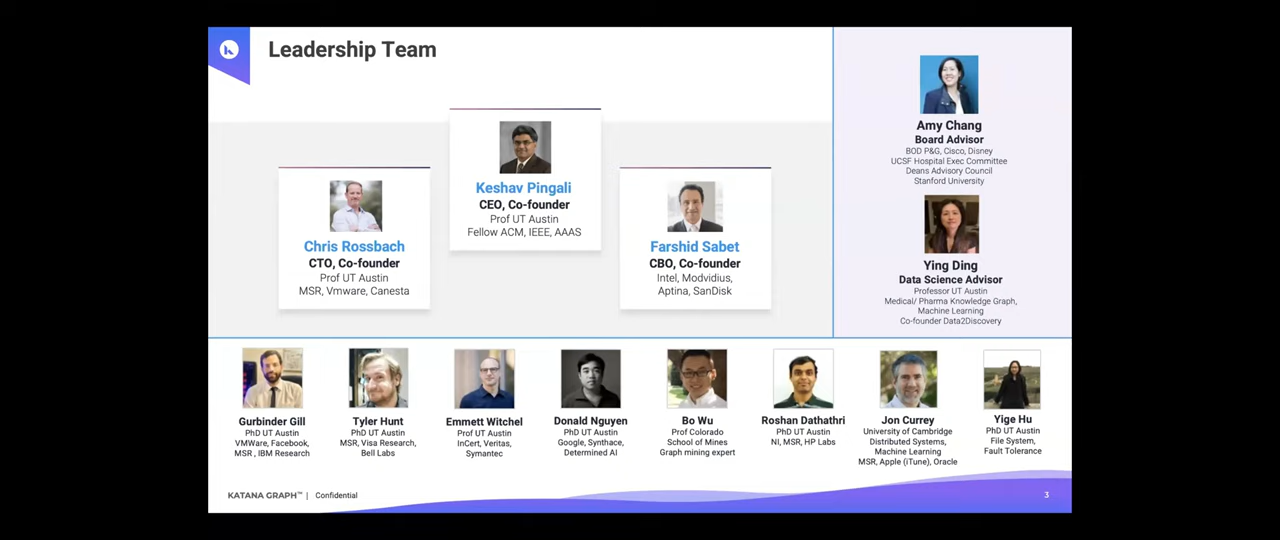 Leadership Team
Keshav Pingali
CEO, Co-founder
Prof UT Austin
Fellow ACM, IEEE, AAAS
Chris Rossbach
CTO, Co-founder
Prof UT Austin
MSR, Vmware, Canesta
Farshid Sabet
CBO, Co-founder
Intel, Modvidius,
Aptina, SanDisk
Amy Chang
Board Advisor
BOD P&G, Cisco, Disney
UCSF Hospital Exec Committee
Deans Advisory Council
Stanford University
Ying Ding
Data Science Advisor
Professor UT Austin
Medical/ Pharma Knowledge Graph,
Machine Learning
Co-founder Data2Discovery
Gurbinder Gill
PhD UT Austin
VMWare, Facebook,
MSR , IBM Research
Tyler Hunt
PhD UT Austin
MSR, Visa Research,
Bell Labs
Emmett Witchel
Prof UT Austin
InCert, Veritas,
Symantec
Donald Nguyen
PhD UT Austin
Google, Synthace,
Determined AI
Bo Wu
Prof Colorado
School of Mines
Graph mining expert
Roshan Dathathri
PhD UT Austin
NI, MSR, HP Labs
Jon Currey
University of Cambridge
Distributed Systems,
Machine Learning
MSR, Apple (iTune), Oracle
Yige Hu
PhD UT Austin
File System,
Fault Tolerance
KATANA GRAPH™ | Confidential
3